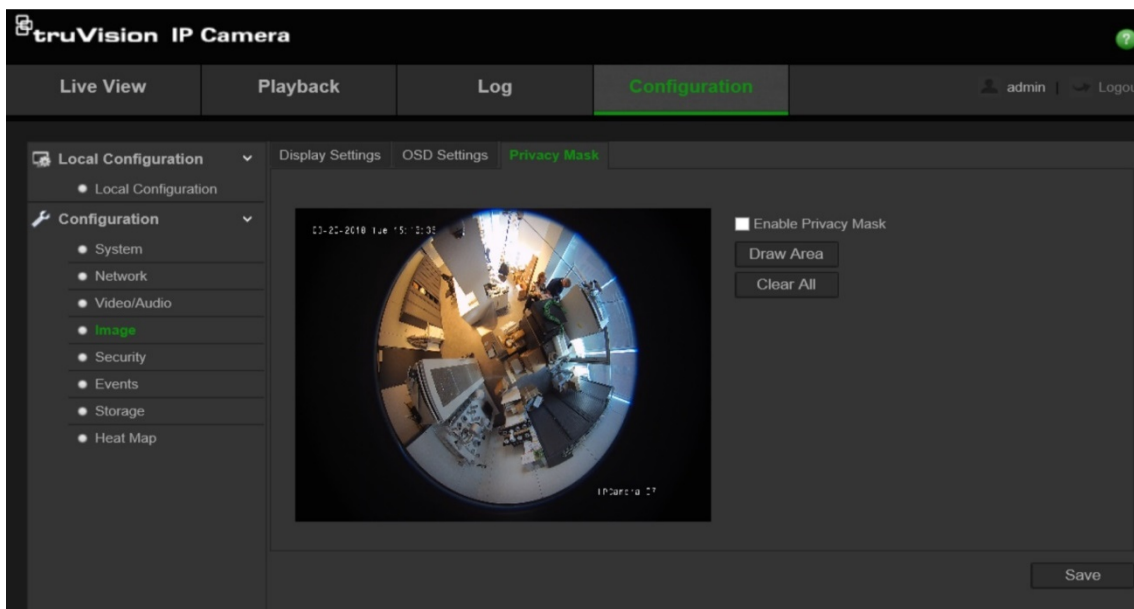 truVision IP Camera
?
Live View Playback Log Configuration admin | Logou
Local Configuration
Local Configuration
Configuration
System
Network
Video/Audio
Image
Security
Events
Storage
Heat Map
Display Settings OSD Settings Privacy Mask
Enable Privacy Mask
Draw Area
Clear All
Save